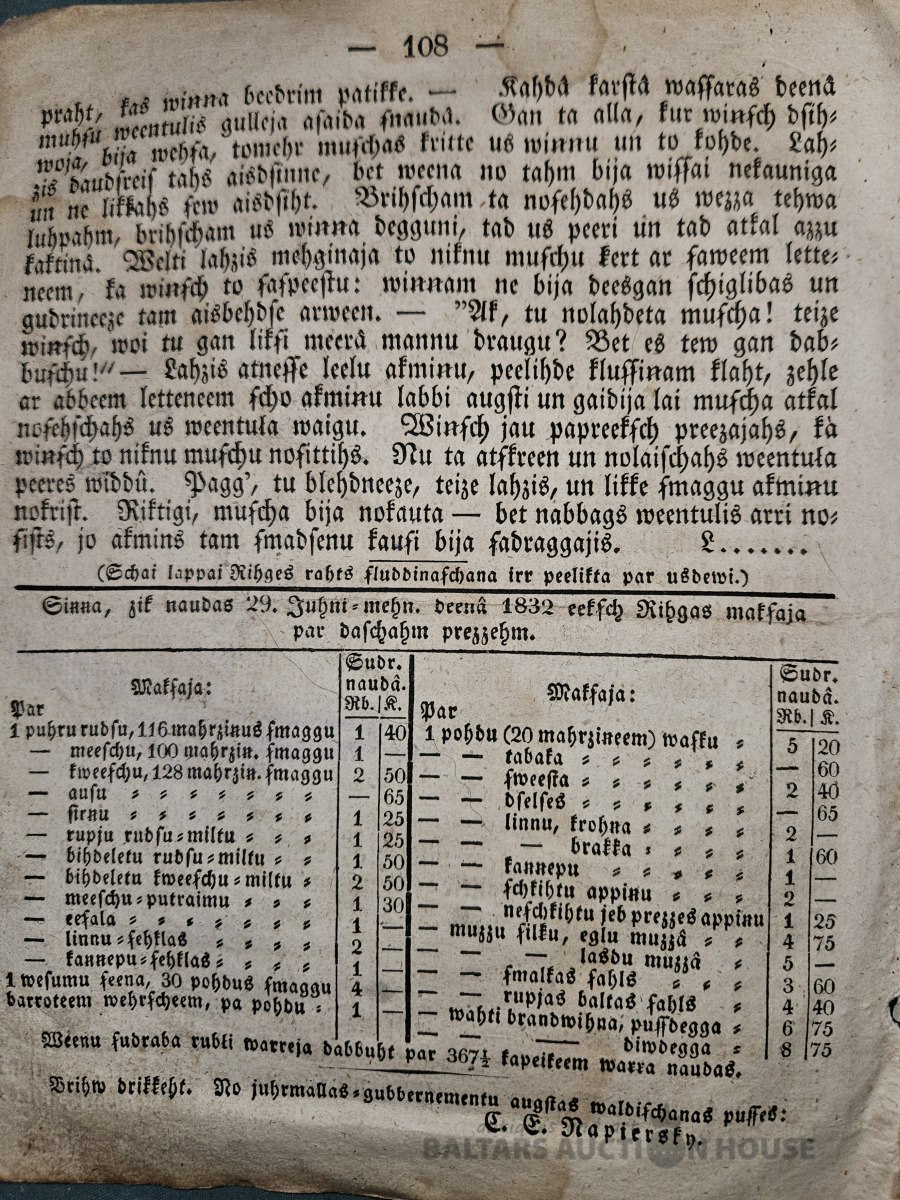 — 108 —
praht, kas winna beedrim patikke. — Kahdâ karstâ wassaras deenâ
muhsu weentulis gulleja asaida snaudâ. Gan ta alla, kur winsch dsih⸗
woja, bija wehsa, tomehr muschas kritte us winnu un to kohde. Lah⸗
zis daudsreis tahs aisdsinne, bet weena no tahm bija wissai nekauniga
un ne likkahs sew aisdsiht. Brihscham ta nosehdahs us wezza tehwa
luhpahm, brihscham us winna degguni, tad us peeri un tad atkal azzu
kaktinâ. Welti lahzis mehginaja to niknu muschu kert ar saweem lette⸗
neem, ka winsch to saspeestu: winnam ne bija deesgan schiglibas un
gudrineeze tam aisbehdse arween. — "Ak, tu nolahdeta muscha! teize
winsch, woi tu gan liksi meerâ mannu draugu? Bet es tew gan dab⸗
buschu!" — Lahzis atnesse leelu akminu, peelihde klussinam klaht, zehle
ar abbeem letteneem scho akminu labbi augsti un gaidija lai muscha atkal
nosehschahs us weentula waigu. Winsch jau papreeksch preezajahs, kà
winsch to niknu muschu nosittihs. Nu ta atskreen un nolaischahs weentula
peeres widdû. Pagg', tu blehdneeze, teize lahzis, un likke smaggu akminu
nokrist. Riktigi, muscha bija nokauta — bet nabbags weentulis arri no⸗
sists, jo akmins tam smadsenu kausi bija sadraggajis. L.......
(Schai lappai Rihges rahts sluddinaschana irr peelikta par usdewi.)
Sinna, zik naudas 29. Juhni⸗mehn. deenâ 1832 eeksch Rihgas maksaja
par daschahm prezzehm.
Maksaja: Sudr. naudâ. Maksaja: Sudr. naudâ.
Par Rb. K. Par Rb. K.
1 puhru rudsu, 116 mahrzinus smaggu 1 40
— meeschu, 100 mahrzin. smaggu 1 —
— kweeschu, 128 mahrzin. smaggu 2 50
— ausu ⸗ ⸗ ⸗ ⸗ ⸗ ⸗ ⸗ — 65
— sirnu ⸗ ⸗ ⸗ ⸗ ⸗ ⸗ ⸗ 1 25
— rupju rudsu⸗miltu ⸗ ⸗ ⸗ 1 25
— bihdeletu rudsu⸗miltu ⸗ ⸗ 1 50
— bihdeletu kweeschu⸗miltu ⸗ 2 50
— meeschu⸗putraimu ⸗ ⸗ ⸗ 1 30
— eesala ⸗ ⸗ ⸗ ⸗ ⸗ ⸗ 1 —
— linnu⸗sehklas ⸗ ⸗ ⸗ ⸗ 2 —
— kannepu⸗sehklas ⸗ ⸗ ⸗ ⸗ 1 —
1 wesumu seena, 30 pohdus smaggu 4 —
barroteem wehrscheem, pa pohdu ⸗ 1 —
1 pohdu (20 mahrzineem) wasku ⸗ 5 20
— — tabaka ⸗ ⸗ ⸗ ⸗ ⸗ ⸗ — 60
— — sweesta ⸗ ⸗ ⸗ ⸗ ⸗ ⸗ 2 40
— — dselses ⸗ ⸗ ⸗ ⸗ ⸗ ⸗ — 65
— — linnu, krohna ⸗ ⸗ ⸗ ⸗ 2 —
— — — brakka ⸗ ⸗ ⸗ ⸗ 1 60
— — kannepu ⸗ ⸗ ⸗ ⸗ ⸗ 1 —
— — schkihtu appinu ⸗ ⸗ ⸗ 2 —
— — neschkihtu jeb prezzes appinu 1 25
— muzzu silku, eglu muzzâ ⸗ ⸗ 4 75
— — — lasdu muzzâ ⸗ 5 —
— — smalkas sahls ⸗ ⸗ ⸗ 3 60
— — rupjas baltas sahls ⸗ ⸗ 4 40
— wahti brandwihna, pussdegga ⸗ 6 75
— — — diwdegga ⸗ 8 75
Weenu sudraba rubli warreja dabbuht par 367½ kapeikeem warra naudas.
Brihw drikkeht. No juhrmallas⸗gubbernementu augstas waldischanas pusses:
C. E. Napiersky.
BALTARS AUCTION HOUSE